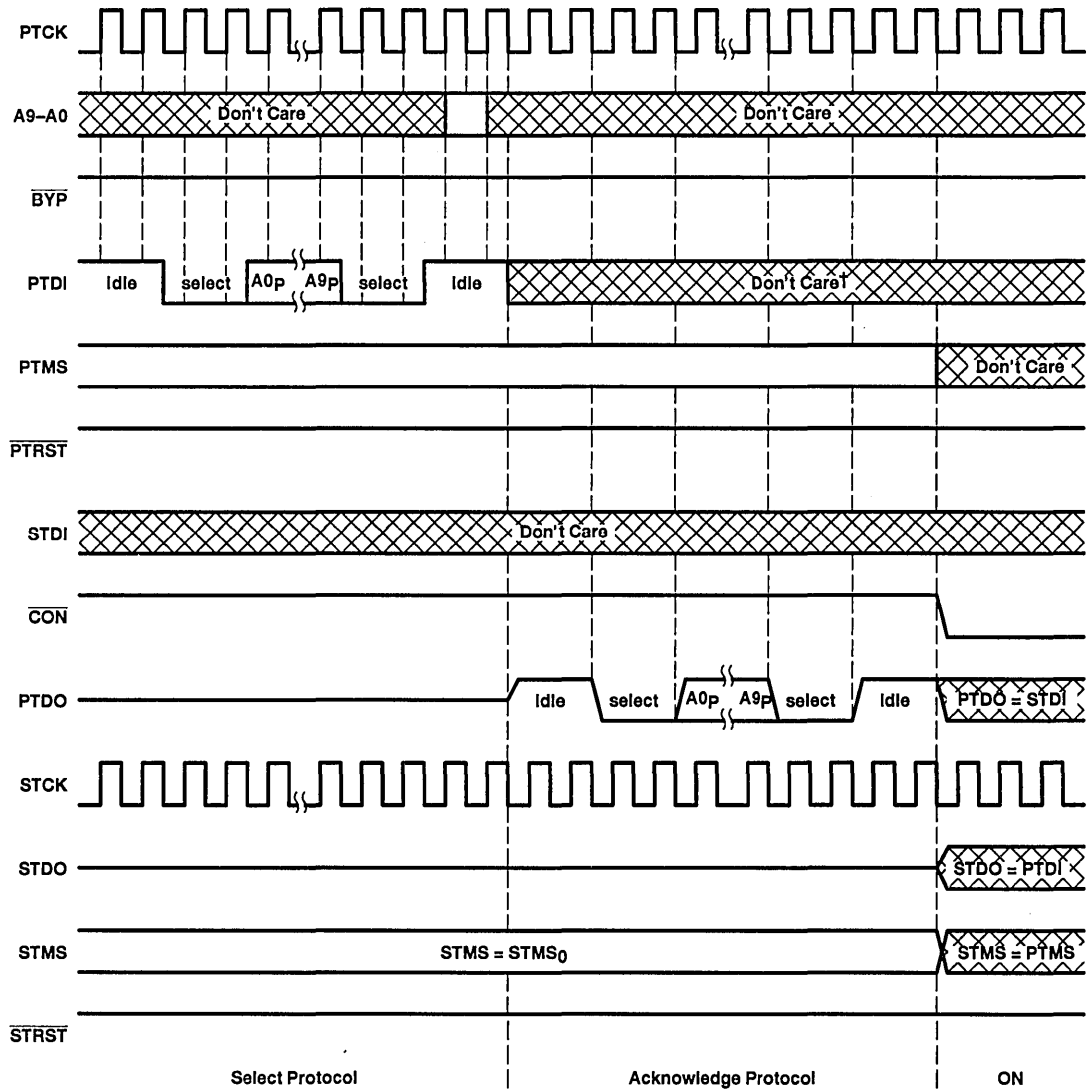 PTCK
A9–A0 Don't Care Don't Care
BYP
PTDI Idle select A0P A9P select Idle Don't Care†
PTMS Don't Care
PTRST
STDI Don't Care
CON
PTDO Idle select A0P A9P select Idle PTDO = STDI
STCK
STDO STDO = PTDI
STMS STMS = STMS0 STMS = PTMS
STRST
Select Protocol Acknowledge Protocol ON